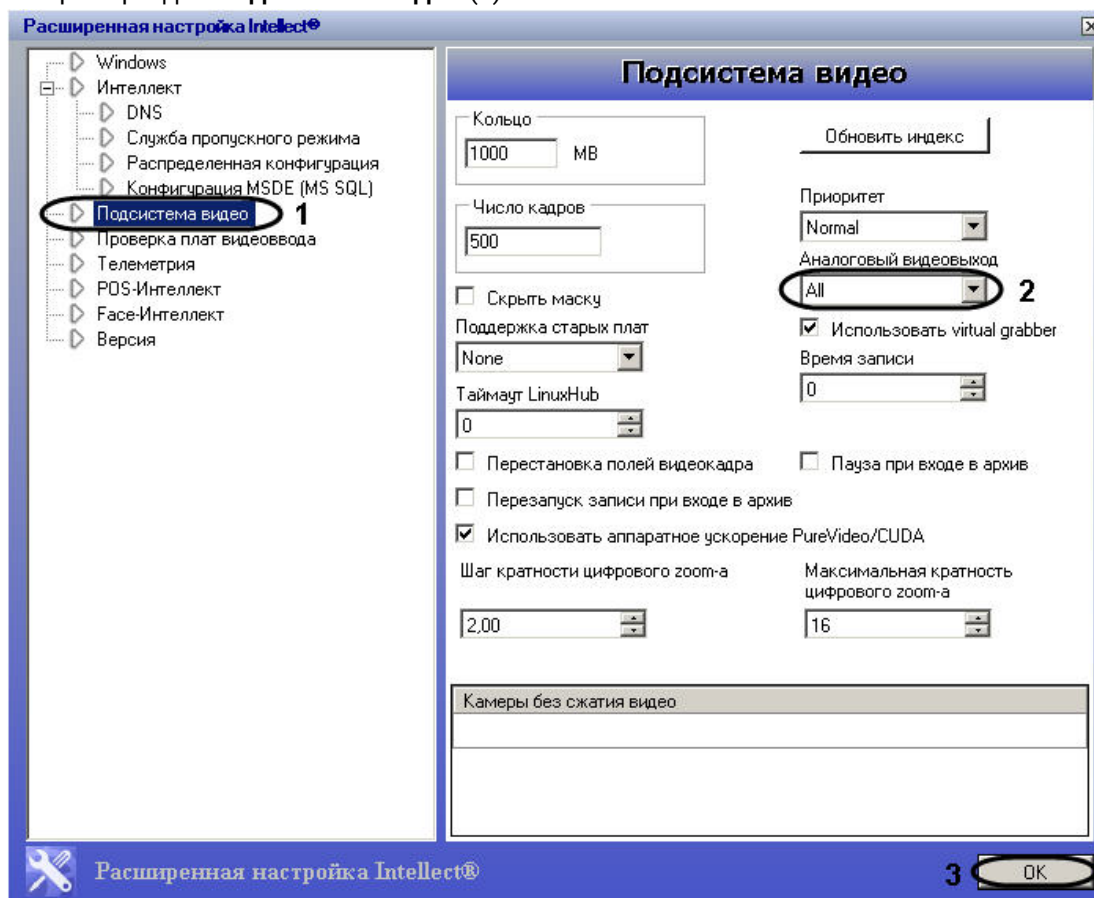 Расширенная настройка Intellect®
Windows
Интеллект
DNS
Служба пропускного режима
Распределенная конфигурация
Конфигурация MSDE (MS SQL)
Подсистема видео 1
Проверка плат видеоввода
Телеметрия
POS-Интеллект
Face-Интеллект
Версия
Подсистема видео
Кольцо
1000 MB
Обновить индекс
Число кадров
500
Приоритет
Normal
Аналоговый видеовыход
All 2
Скрыть маску
Использовать virtual grabber
Поддержка старых плат
None
Время записи
0
Таймаут LinuxHub
0
Перестановка полей видеокадра
Пауза при входе в архив
Перезапуск записи при входе в архив
Использовать аппаратное ускорение PureVideo/CUDA
Шаг кратности цифрового zoom-а
2,00
Максимальная кратность
цифрового zoom-а
16
Камеры без сжатия видео
Расширенная настройка Intellect®
3 OK